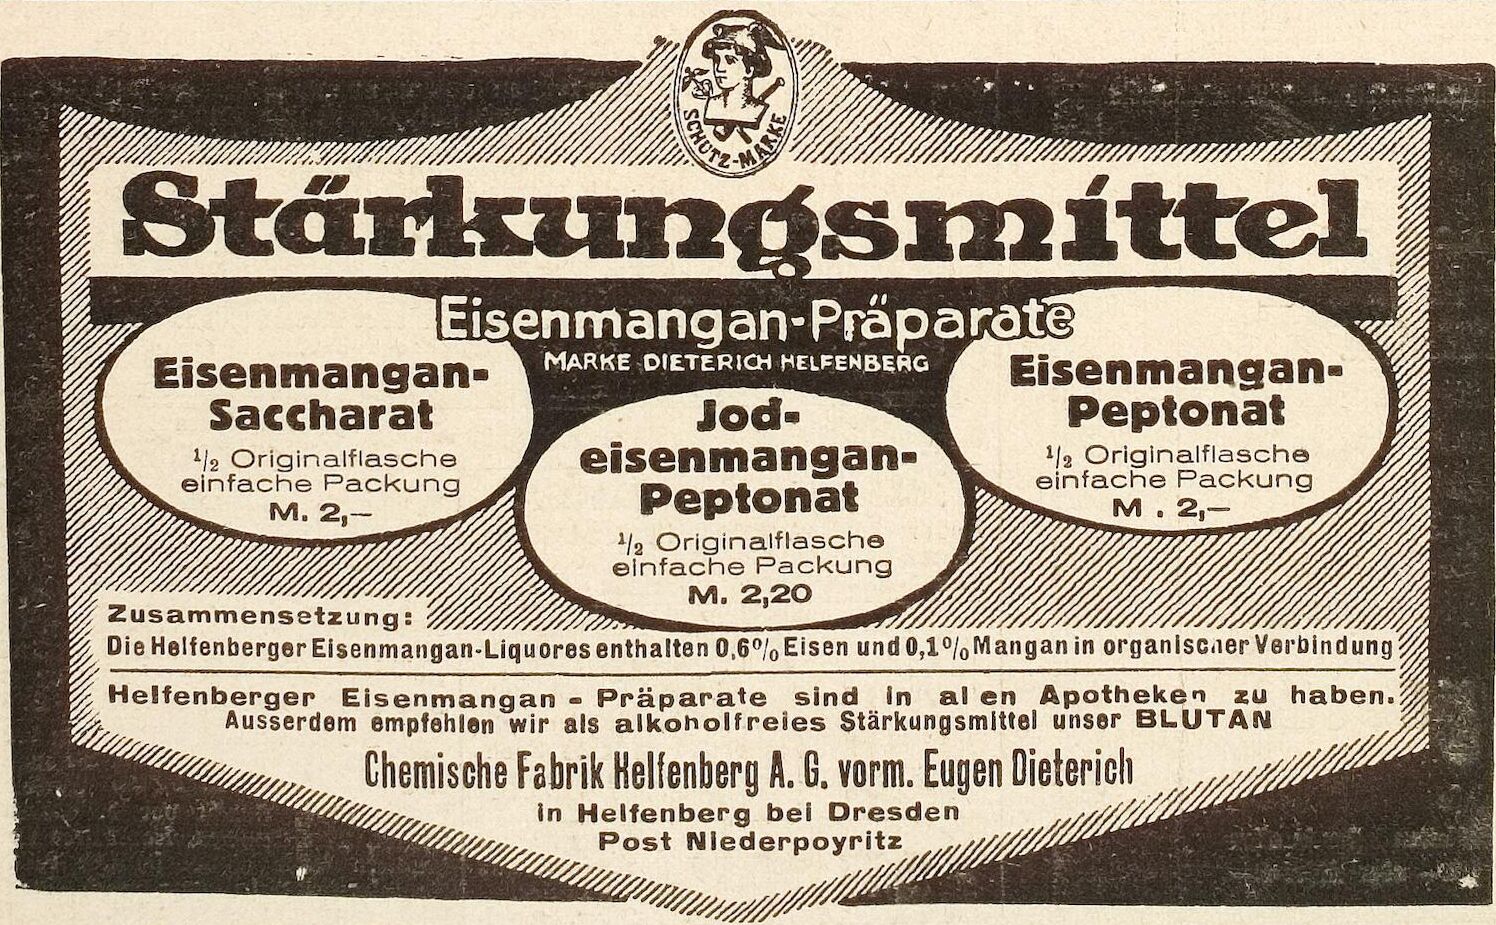 SCHUTZ-MARKE
Stärkungsmittel
Eisenmangan-Präparate
MARKE DIETERICH HELFENBERG
Eisenmangan-
Saccharat
1/2 Originalflasche
einfache Packung
M. 2,—
Jod-
eisenmangan-
Peptonat
1/2 Originalflasche
einfache Packung
M. 2,20
Eisenmangan-
Peptonat
1/2 Originalflasche
einfache Packung
M. 2,—
Zusammensetzung:
Die Helfenberger Eisenmangan-Liquores enthalten 0,6% Eisen und 0,1% Mangan in organischer Verbindung
Helfenberger Eisenmangan-Präparate sind in allen Apotheken zu haben.
Ausserdem empfehlen wir als alkoholfreies Stärkungsmittel unser BLUTAN
Chemische Fabrik Helfenberg A. G. vorm. Eugen Dieterich
in Helfenberg bei Dresden
Post Niederpoyritz